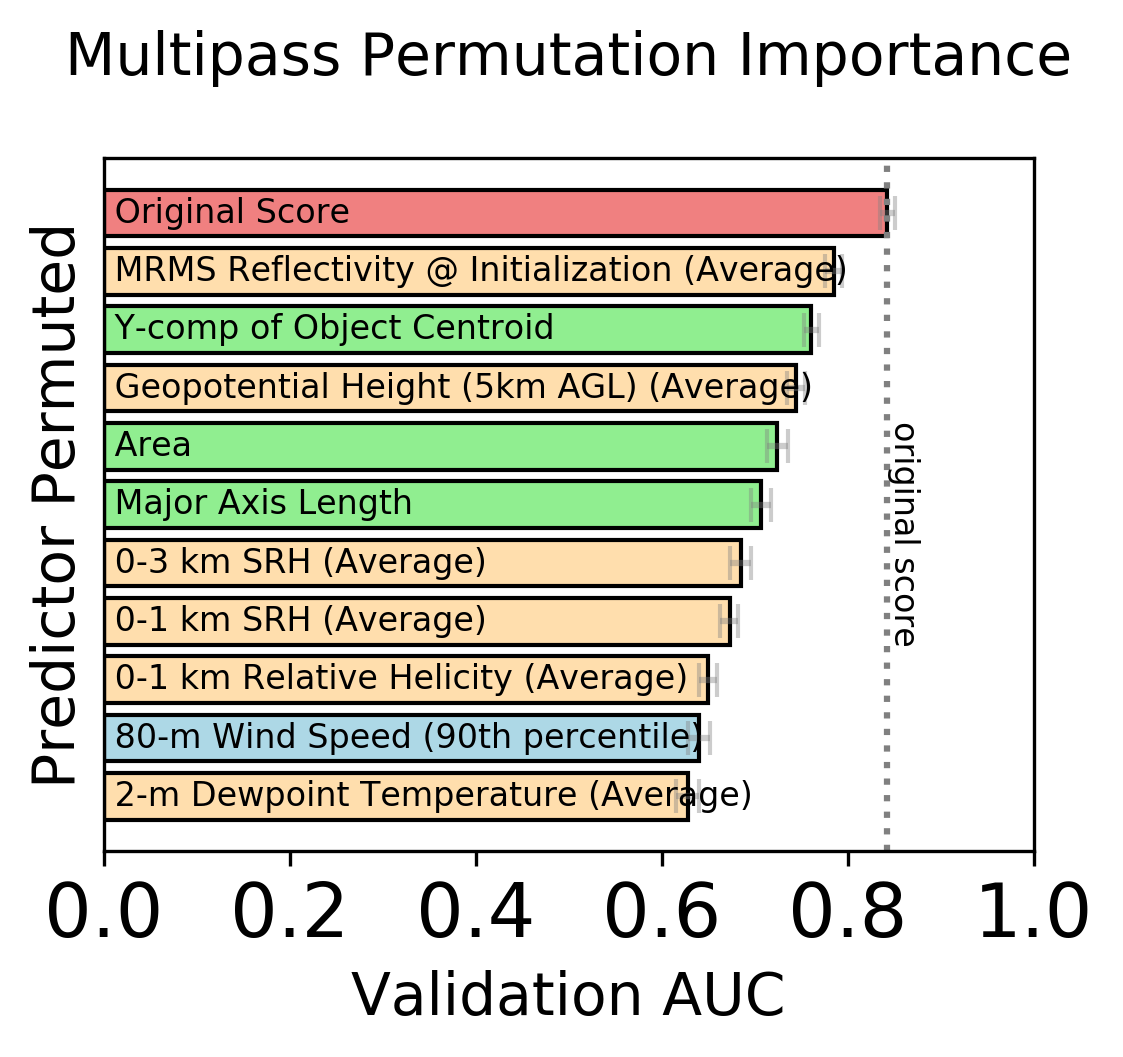 Multipass Permutation Importance
Predictor Permuted
Original Score
MRMS Reflectivity @ Initialization (Average)
Y-comp of Object Centroid
Geopotential Height (5km AGL) (Average)
Area
Major Axis Length
0-3 km SRH (Average)
0-1 km SRH (Average)
0-1 km Relative Helicity (Average)
80-m Wind Speed (90th percentile)
2-m Dewpoint Temperature (Average)
original score
0.0 0.2 0.4 0.6 0.8 1.0
Validation AUC